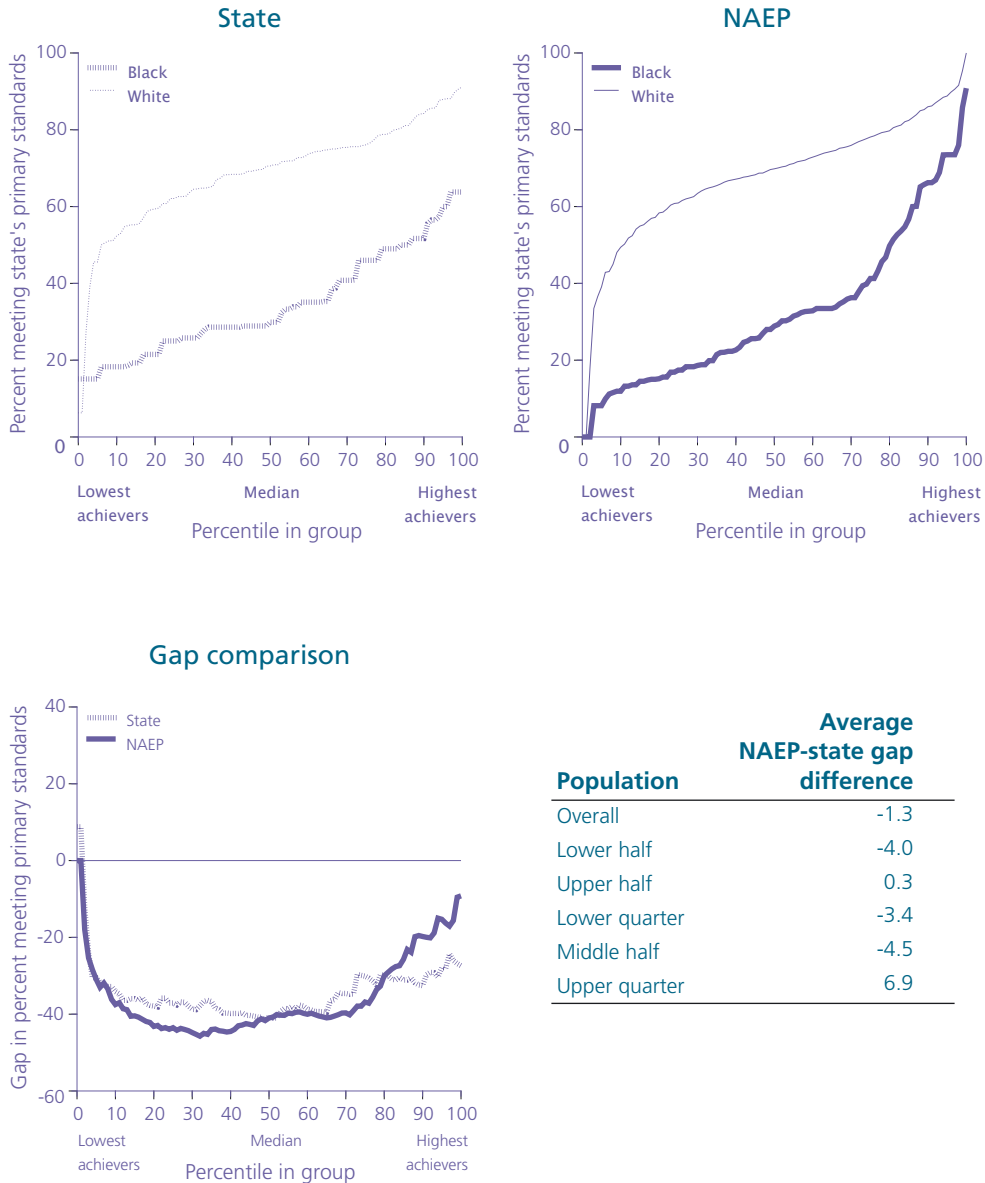 State
Percent meeting state's primary standards
100
80
60
40
20
0
Black
White
0 10 20 30 40 50 60 70 80 90 100
Lowest achievers
Median
Highest achievers
Percentile in group
NAEP
Percent meeting state's primary standards
100
80
60
40
20
0
Black
White
0 10 20 30 40 50 60 70 80 90 100
Lowest achievers
Median
Highest achievers
Percentile in group
Gap comparison
Gap in percent meeting primary standards
40
20
0
-20
-40
-60
State
NAEP
0 10 20 30 40 50 60 70 80 90 100
Lowest achievers
Median
Highest achievers
Percentile in group
Average
NAEP-state gap
Population difference
Overall -1.3
Lower half -4.0
Upper half 0.3
Lower quarter -3.4
Middle half -4.5
Upper quarter 6.9